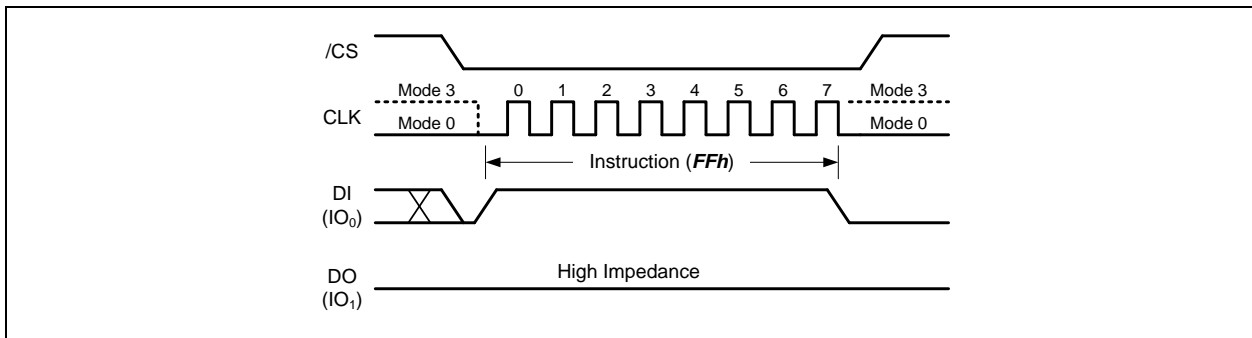 /CS
Mode 3 0 1 2 3 4 5 6 7 Mode 3
CLK
Mode 0 Mode 0
Instruction (FFh)
DI
(IO₀)
High Impedance
DO
(IO₁)